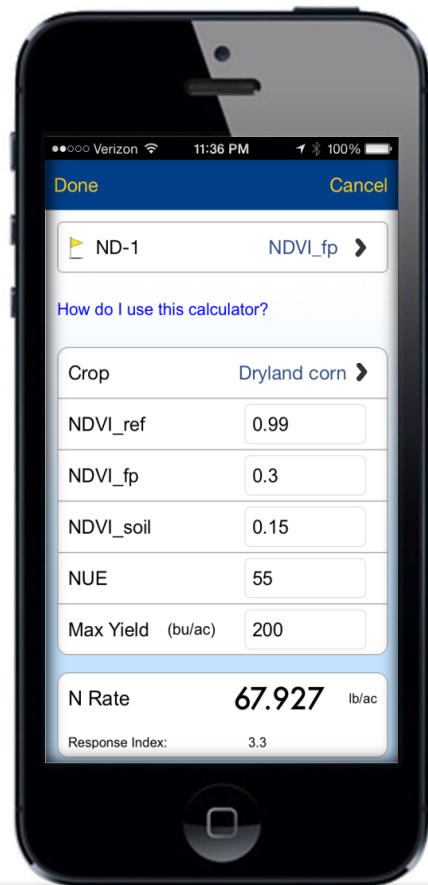 Verizon 11:36 PM 100%
Done Cancel
ND-1 NDVI_fp
How do I use this calculator?
Crop Dryland corn
NDVI_ref 0.99
NDVI_fp 0.3
NDVI_soil 0.15
NUE 55
Max Yield (bu/ac) 200
N Rate 67.927 lb/ac
Response Index: 3.3